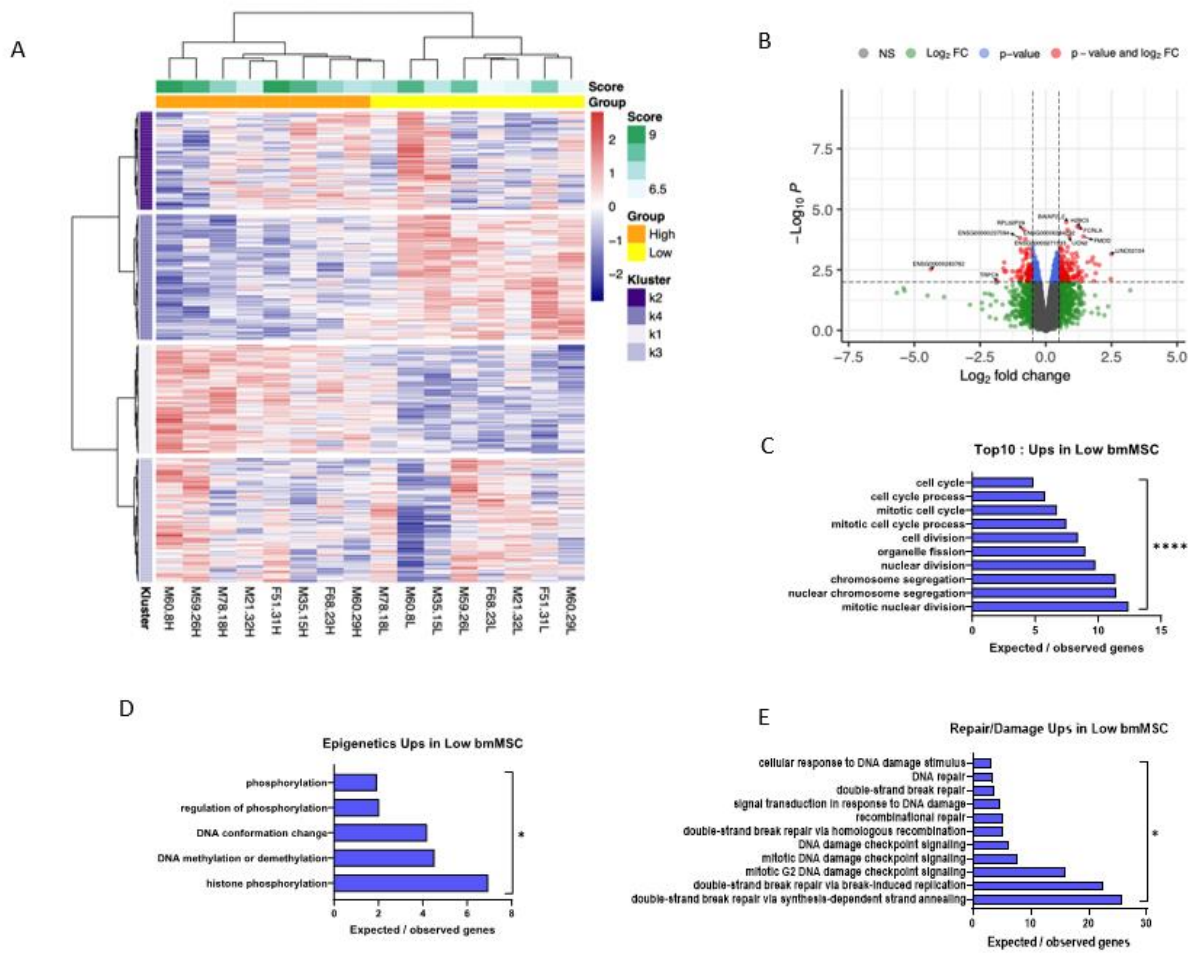 A
Score
Group
2
1
0
−1
−2
Score
9
6.5
Group
High
Low
Kluster
k2
k4
k1
k3
Kluster
M60.8H
M59.26H
M78.18H
M21.32H
F51.31H
M35.15H
F68.23H
M60.29H
M78.18L
M60.8L
M35.15L
M59.26L
F68.23L
M21.32L
F51.31L
M60.29L
B
NS Log2 FC p-value p - value and log2 FC
−Log10 P
7.5
5.0
2.5
0.0
FCRLA
UCN2
LINC02154
−7.5 −5.0 −2.5 0.0 2.5 5.0
Log2 fold change
C
Top10 : Ups in Low bmMSC
cell cycle
cell cycle process
mitotic cell cycle
mitotic cell cycle process
cell division
organelle fission
nuclear division
chromosome segregation
nuclear chromosome segregation
mitotic nuclear division
****
0 5 10 15
Expected / observed genes
D
Epigenetics Ups in Low bmMSC
phosphorylation
regulation of phosphorylation
DNA conformation change
DNA methylation or demethylation
histone phosphorylation
*
0 2 4 6 8
Expected / observed genes
E
Repair/Damage Ups in Low bmMSC
cellular response to DNA damage stimulus
DNA repair
double-strand break repair
signal transduction in response to DNA damage
recombinational repair
double-strand break repair via homologous recombination
DNA damage checkpoint signaling
mitotic DNA damage checkpoint signaling
mitotic G2 DNA damage checkpoint signaling
double-strand break repair via break-induced replication
double-strand break repair via synthesis-dependent strand annealing
*
0 10 20 30
Expected / observed genes